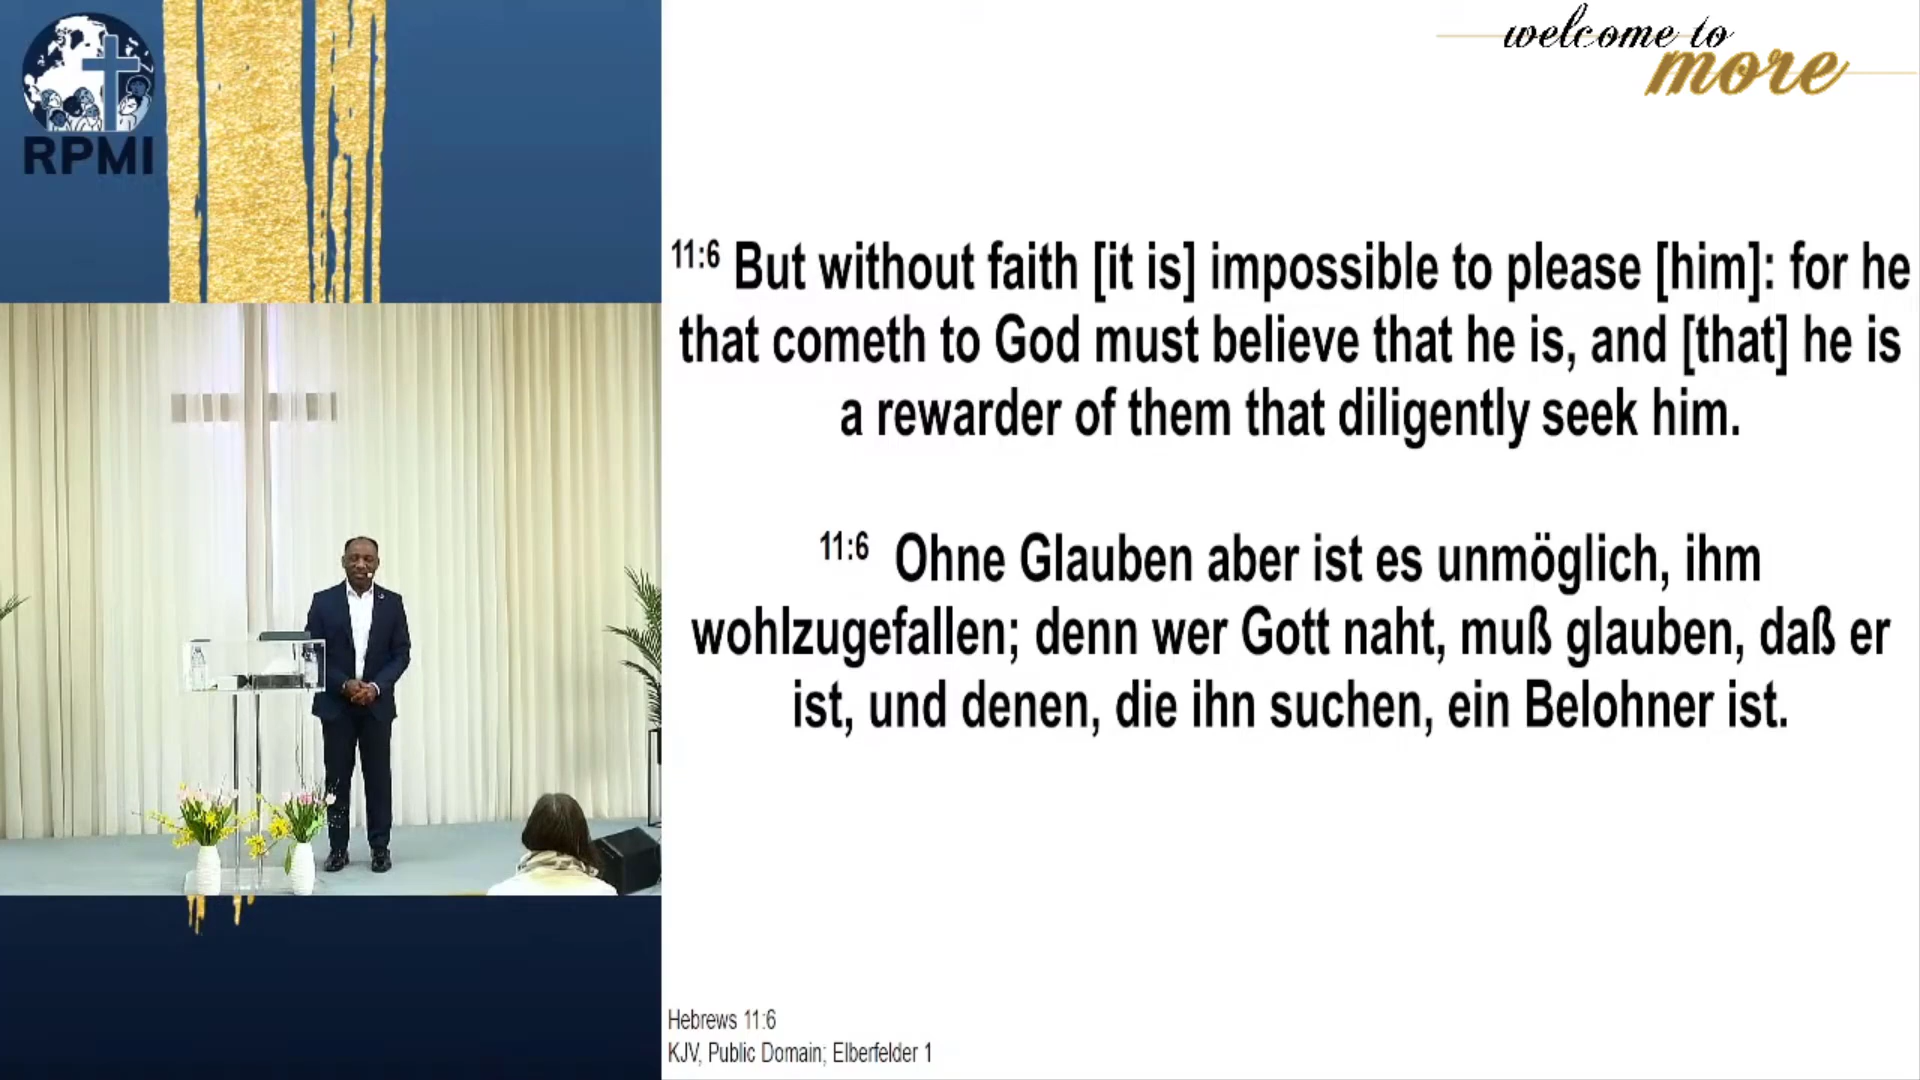 RPMI
welcome to
more
11:6 But without faith [it is] impossible to please [him]: for he
that cometh to God must believe that he is, and [that] he is
a rewarder of them that diligently seek him.
11:6 Ohne Glauben aber ist es unmöglich, ihm
wohlzugefallen; denn wer Gott naht, muß glauben, daß er
ist, und denen, die ihn suchen, ein Belohner ist.
Hebrews 11:6
KJV, Public Domain; Elberfelder 1